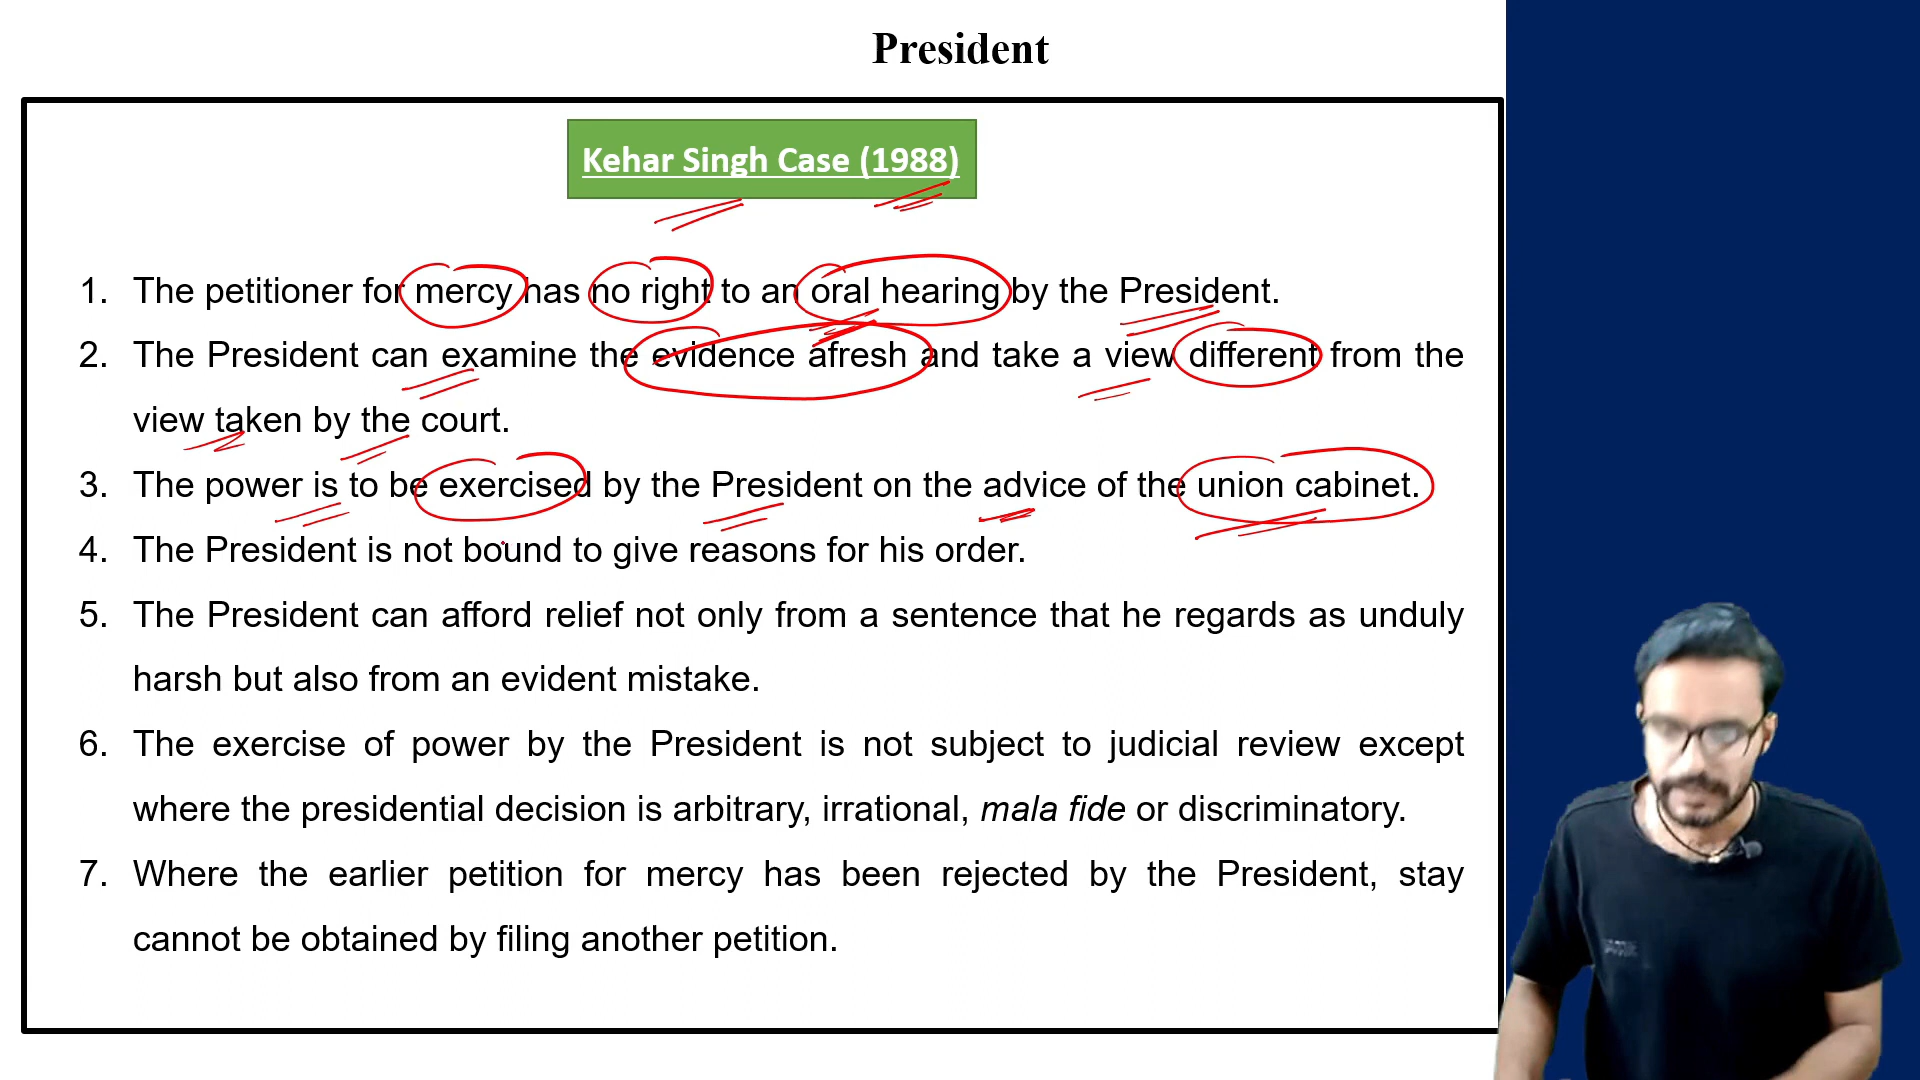 President
Kehar Singh Case (1988)
1. The petitioner for mercy has no right to an oral hearing by the President.
2. The President can examine the evidence afresh and take a view different from the
view taken by the court.
3. The power is to be exercised by the President on the advice of the union cabinet.
4. The President is not bound to give reasons for his order.
5. The President can afford relief not only from a sentence that he regards as unduly
harsh but also from an evident mistake.
6. The exercise of power by the President is not subject to judicial review except
where the presidential decision is arbitrary, irrational, mala fide or discriminatory.
7. Where the earlier petition for mercy has been rejected by the President, stay
cannot be obtained by filing another petition.